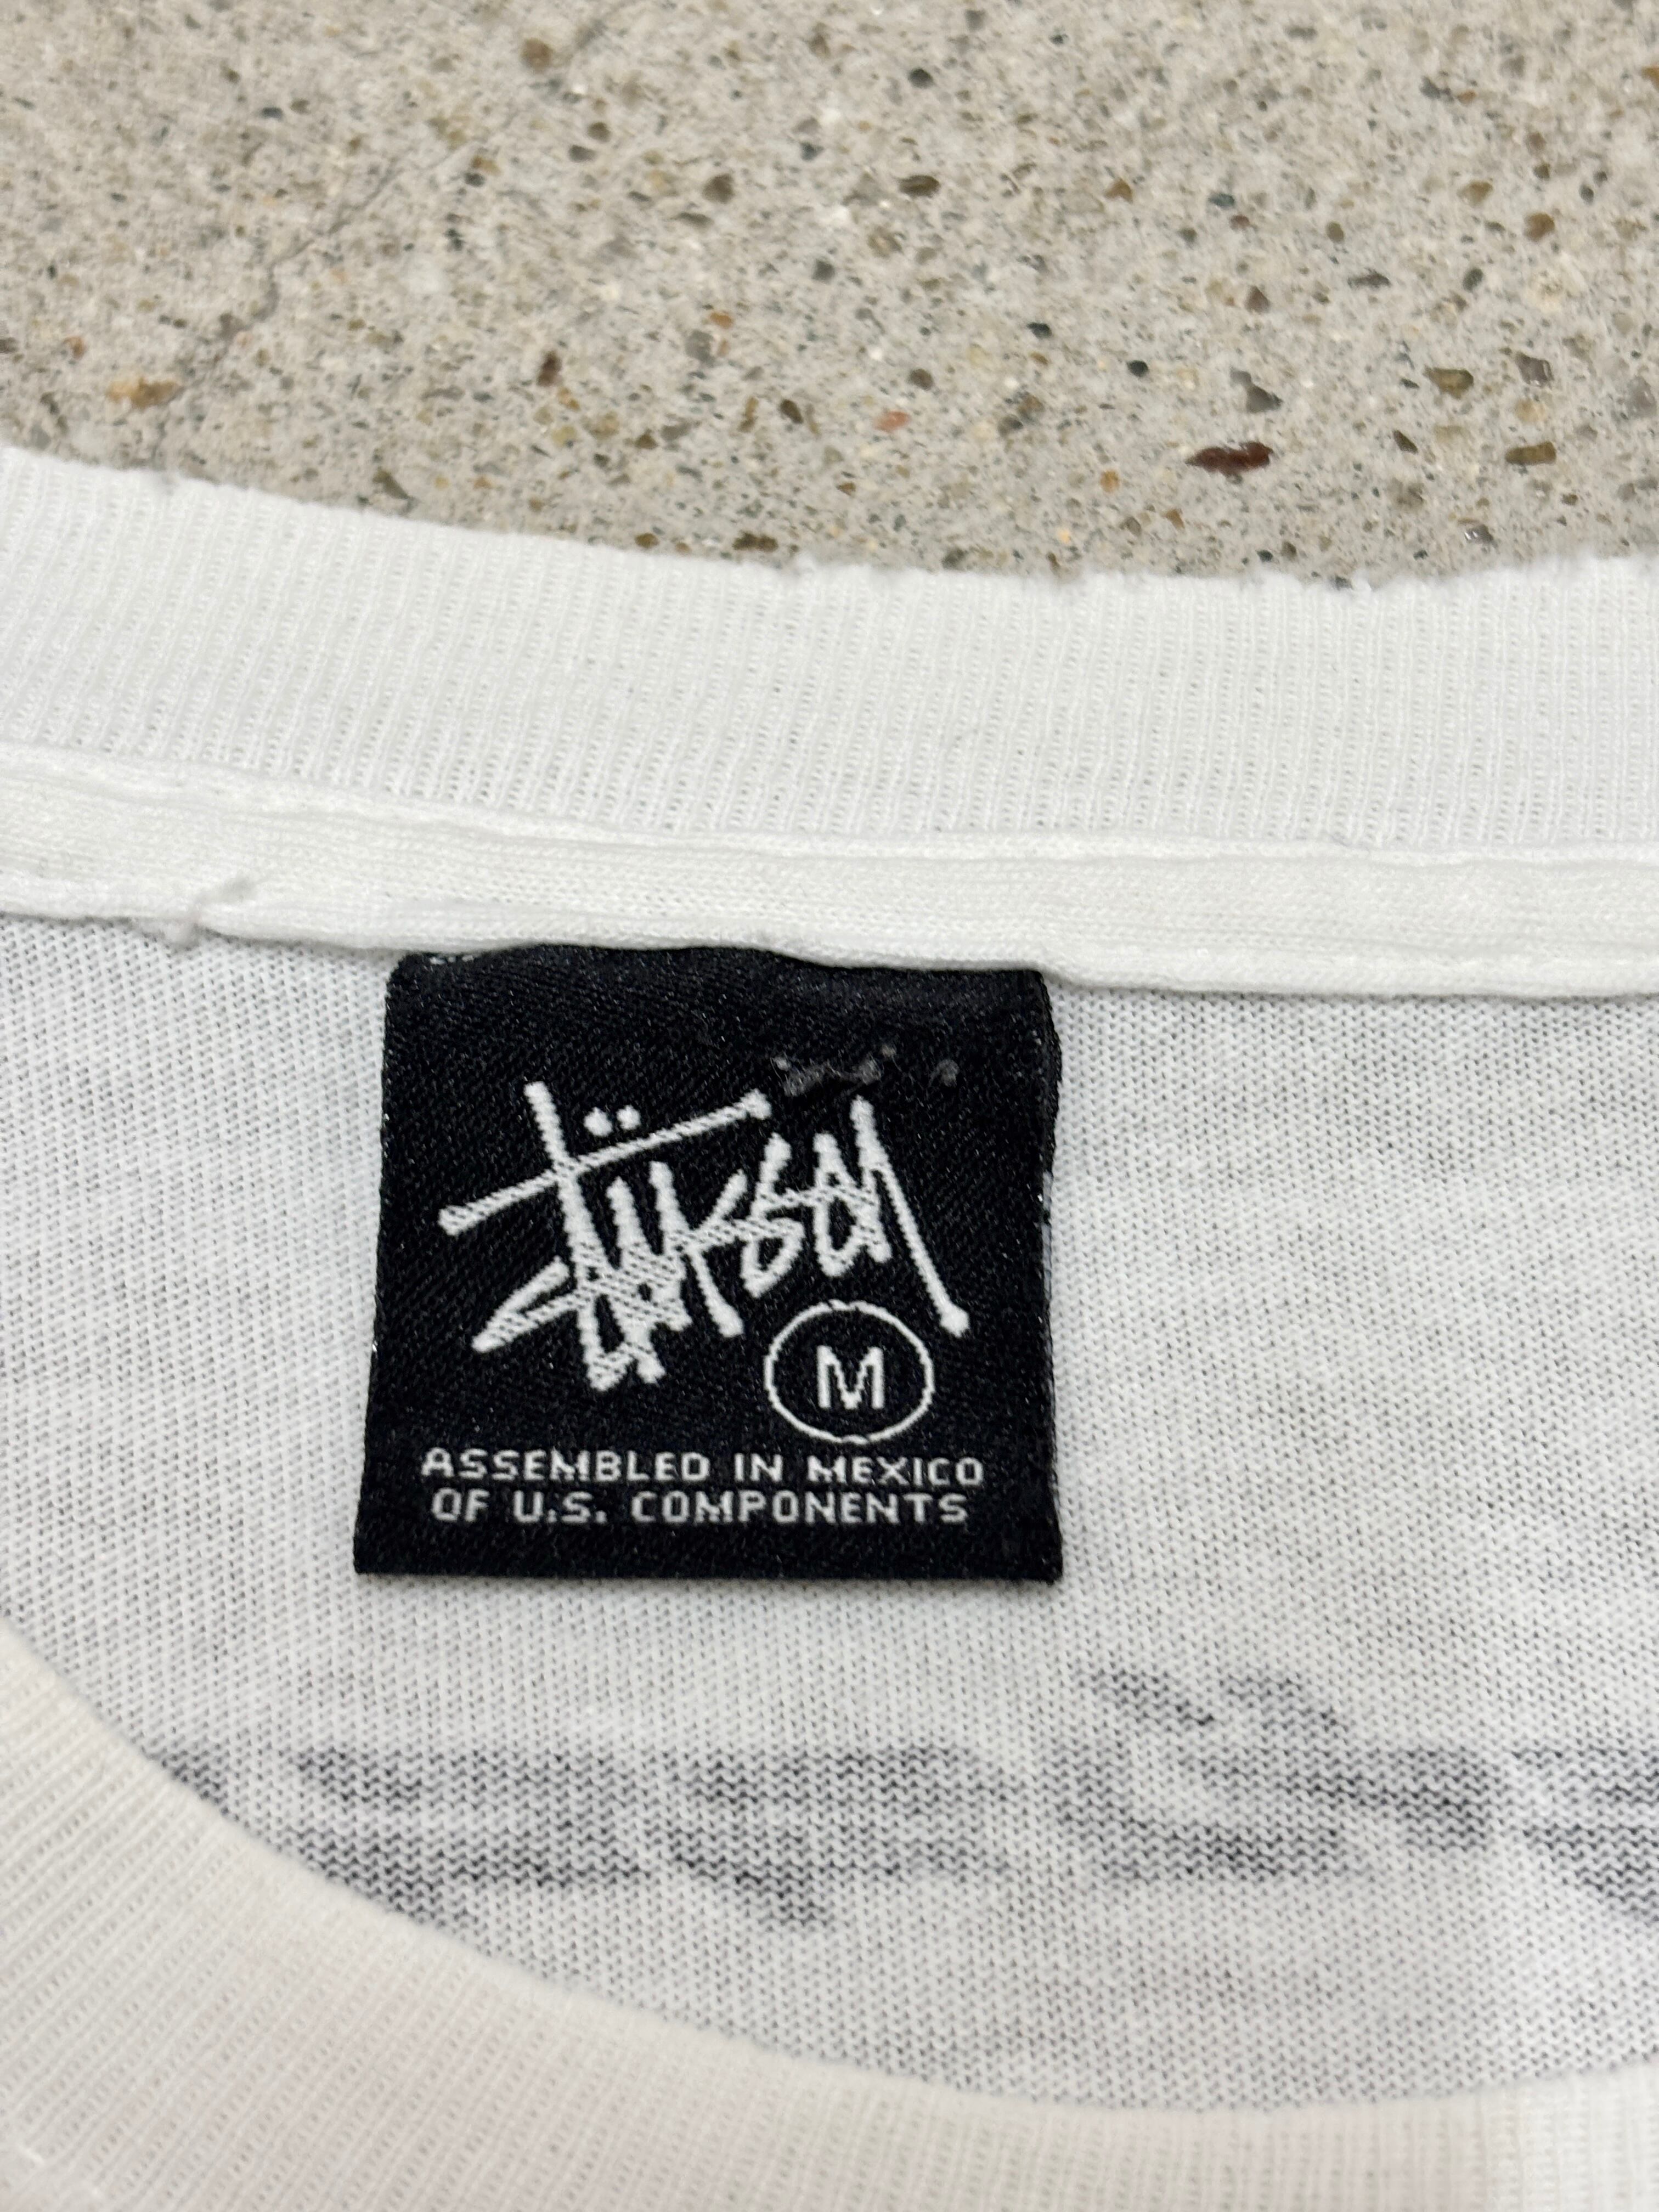 Stüssy
M
ASSEMBLED IN MEXICO
OF U.S. COMPONENTS